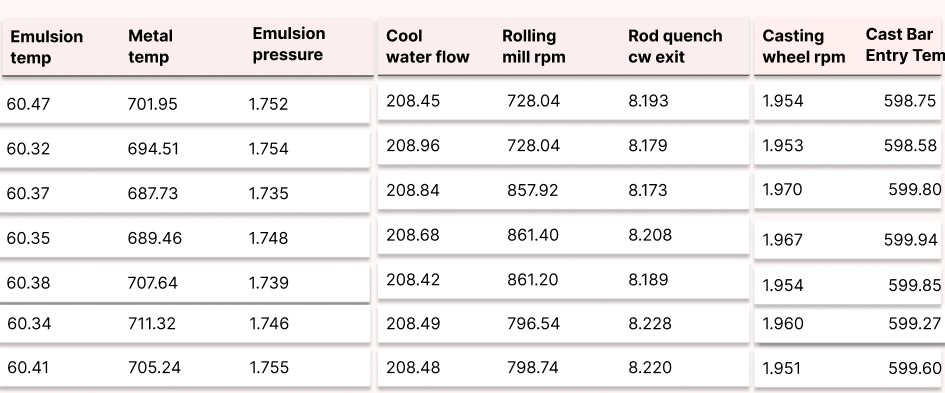 Emulsion temp Metal temp Emulsion pressure Cool water flow Rolling mill rpm Rod quench cw exit Casting wheel rpm Cast Bar Entry Tem
60.47 701.95 1.752 208.45 728.04 8.193 1.954 598.75
60.32 694.51 1.754 208.96 728.04 8.179 1.953 598.58
60.37 687.73 1.735 208.84 857.92 8.173 1.970 599.80
60.35 689.46 1.748 208.68 861.40 8.208 1.967 599.94
60.38 707.64 1.739 208.42 861.20 8.189 1.954 599.85
60.34 711.32 1.746 208.49 796.54 8.228 1.960 599.27
60.41 705.24 1.755 208.48 798.74 8.220 1.951 599.60